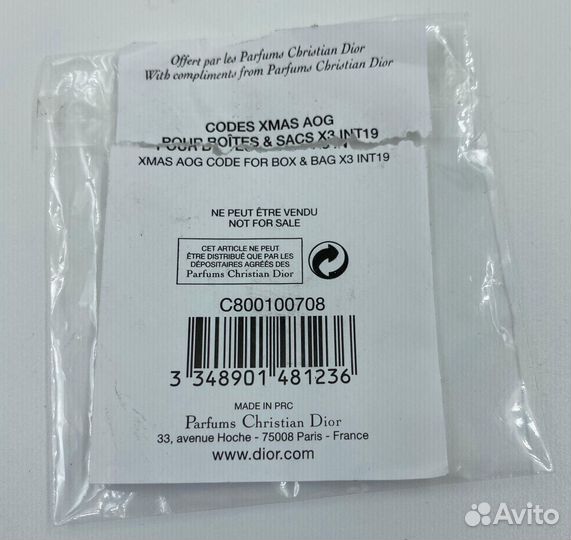 Offert par les Parfums Christian Dior
With compliments from Parfums Christian Dior
CODES XMAS AOG
POUR BOÎTES & SACS X3 INT19
XMAS AOG CODE FOR BOX & BAG X3 INT19
NE PEUT ÊTRE VENDU
NOT FOR SALE
CET ARTICLE NE PEUT
ÊTRE DISTRIBUÉ QUE PAR LES
DÉPOSITAIRES AGRÉÉS DES
Parfums Christian Dior
C800100708
3 348901 481236
MADE IN PRC
Parfums Christian Dior
33, avenue Hoche - 75008 Paris - France
www.dior.com
Avito